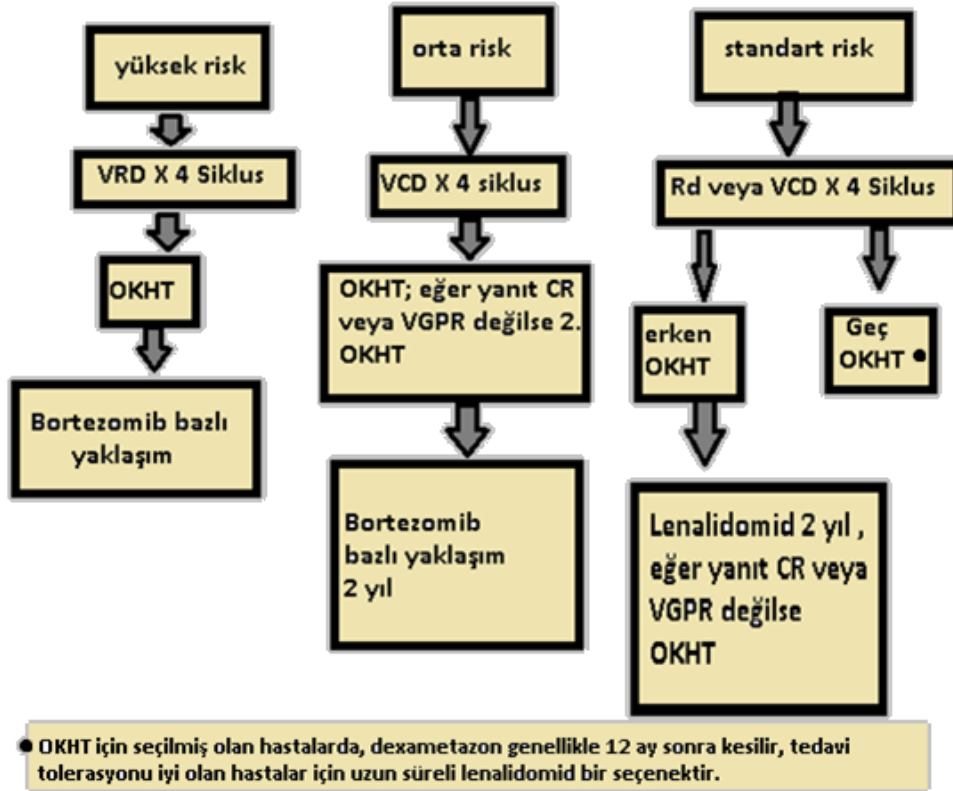 yüksek risk
VRD X 4 Siklus
OKHT
Bortezomib bazlı
yaklaşım
orta risk
VCD X 4 siklus
OKHT; eğer yanıt CR
veya VGPR değilse 2.
OKHT
Bortezomib
bazlı yaklaşım
2 yıl
standart risk
Rd veya VCD X 4 Siklus
erken
OKHT
Geç
OKHT ●
Lenalidomid 2 yıl ,
eğer yanıt CR veya
VGPR değilse
OKHT
● OKHT için seçilmiş olan hastalarda, dexametazon genellikle 12 ay sonra kesilir, tedavi
tolerasyonu iyi olan hastalar için uzun süreli lenalidomid bir seçenektir.